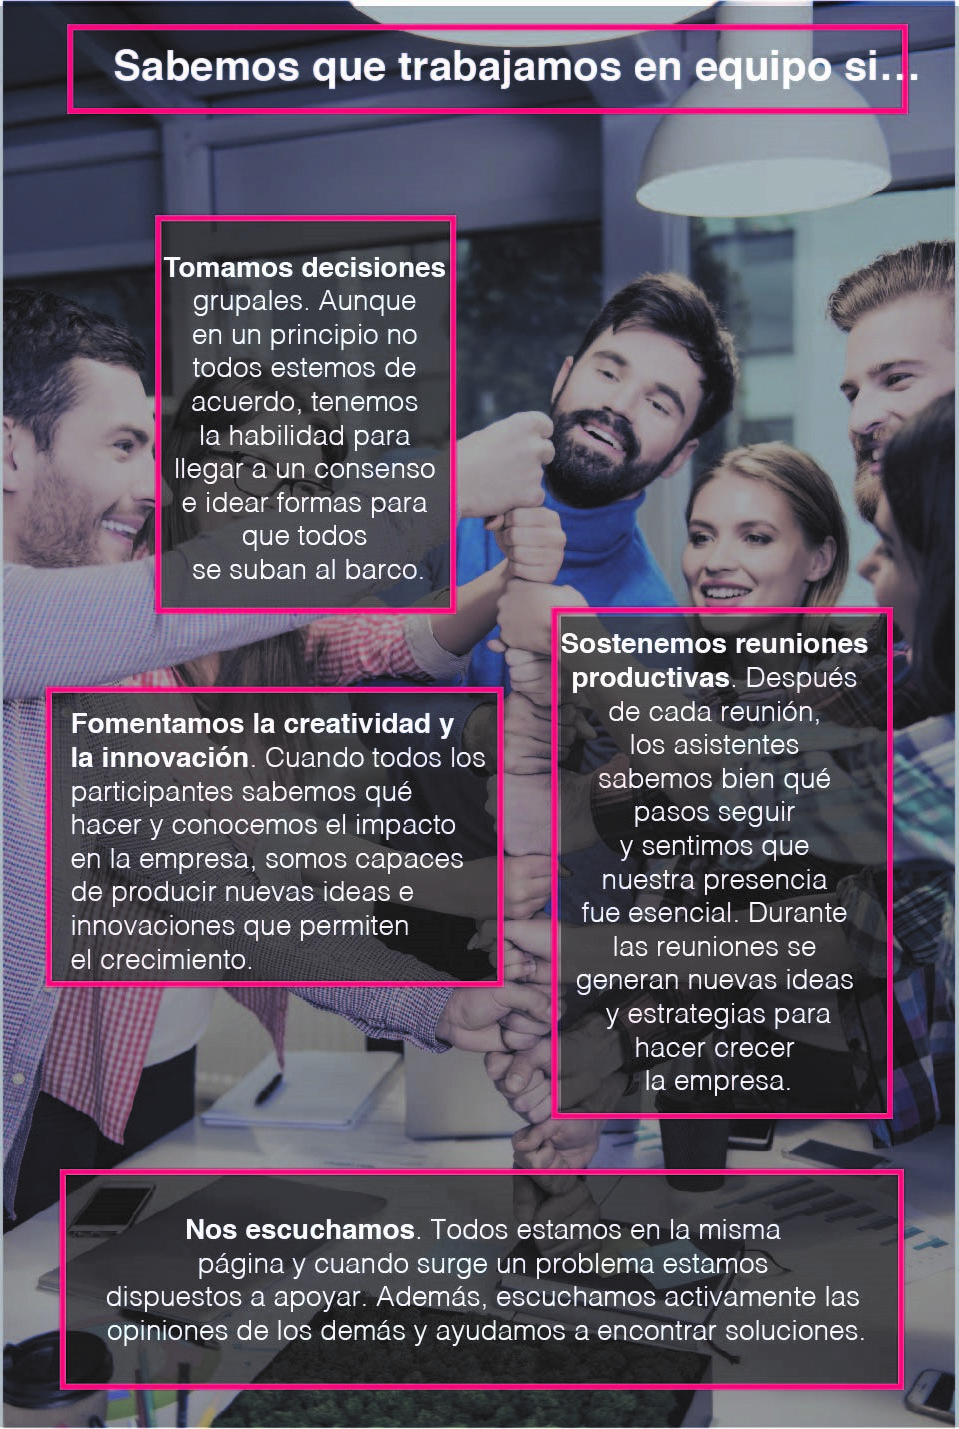 Sabemos que trabajamos en equipo si...
Tomamos decisiones
grupales. Aunque
en un principio no
todos estemos de
acuerdo, tenemos
la habilidad para
llegar a un consenso
e idear formas para
que todos
se suban al barco.
Sostenemos reuniones
productivas. Después
de cada reunión,
los asistentes
sabemos bien qué
pasos seguir
y sentimos que
nuestra presencia
fue esencial. Durante
las reuniones se
generan nuevas ideas
y estrategias para
hacer crecer
la empresa.
Fomentamos la creatividad y
la innovación. Cuando todos los
participantes sabemos qué
hacer y conocemos el impacto
en la empresa, somos capaces
de producir nuevas ideas e
innovaciones que permiten
el crecimiento.
Nos escuchamos. Todos estamos en la misma
página y cuando surge un problema estamos
dispuestos a apoyar. Además, escuchamos activamente las
opiniones de los demás y ayudamos a encontrar soluciones.